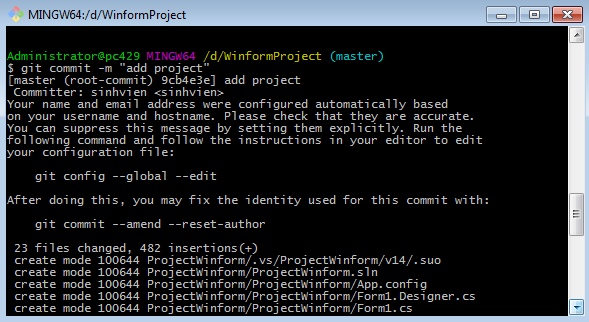 MINGW64:/d/WinformProject
Administrator@pc429 MINGW64 /d/WinformProject (master)
$ git commit -m "add project"
[master (root-commit) 9cb4e3e] add project
 Committer: sinhvien <sinhvien>
Your name and email address were configured automatically based
on your username and hostname. Please check that they are accurate.
You can suppress this message by setting them explicitly. Run the
following command and follow the instructions in your editor to edit
your configuration file:
    git config --global --edit
After doing this, you may fix the identity used for this commit with:
    git commit --amend --reset-author
 23 files changed, 482 insertions(+)
 create mode 100644 ProjectWinform/.vs/ProjectWinform/v14/.suo
 create mode 100644 ProjectWinform/ProjectWinform.sln
 create mode 100644 ProjectWinform/ProjectWinform/App.config
 create mode 100644 ProjectWinform/ProjectWinform/Form1.Designer.cs
 create mode 100644 ProjectWinform/ProjectWinform/Form1.cs